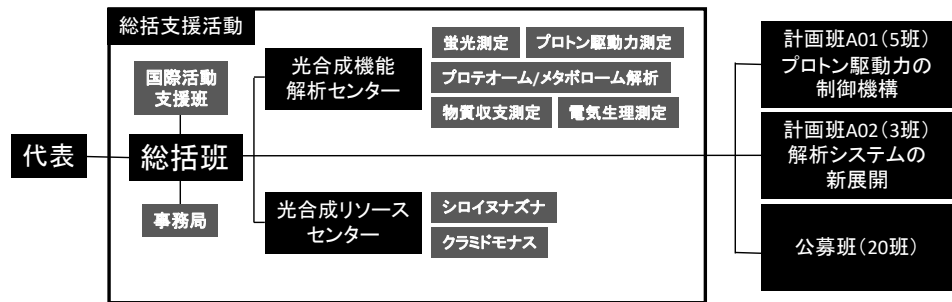 総括支援活動
代表
国際活動
支援班
総括班
事務局
光合成機能
解析センター
蛍光測定
プロトン駆動力測定
プロテオーム/メタボローム解析
物質収支測定
電気生理測定
光合成リソース
センター
シロイヌナズナ
クラミドモナス
計画班A01(5班)
プロトン駆動力の
制御機構
計画班A02(3班)
解析システムの
新展開
公募班(20班)